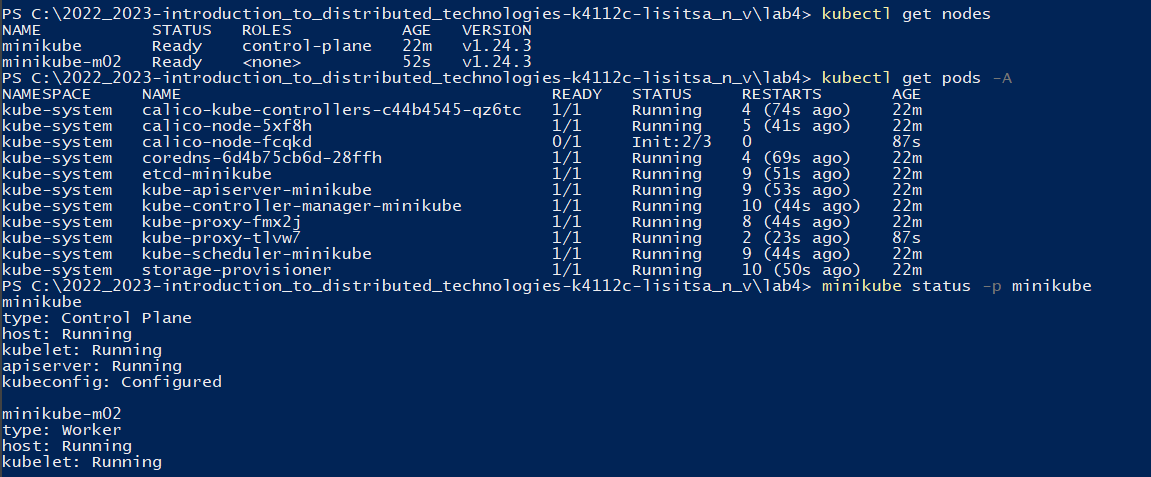 PS C:\2022_2023-introduction_to_distributed_technologies-k4112c-lisitsa_n_v\lab4> kubectl get nodes
NAME           STATUS   ROLES           AGE   VERSION
minikube       Ready    control-plane   22m   v1.24.3
minikube-m02   Ready    <none>          52s   v1.24.3
PS C:\2022_2023-introduction_to_distributed_technologies-k4112c-lisitsa_n_v\lab4> kubectl get pods -A
NAMESPACE     NAME                                     READY   STATUS     RESTARTS       AGE
kube-system   calico-kube-controllers-c44b4545-qz6tc   1/1     Running    4 (74s ago)    22m
kube-system   calico-node-5xf8h                        1/1     Running    5 (41s ago)    22m
kube-system   calico-node-fcqkd                        0/1     Init:2/3   0              87s
kube-system   coredns-6d4b75cb6d-28ffh                 1/1     Running    4 (69s ago)    22m
kube-system   etcd-minikube                            1/1     Running    9 (51s ago)    22m
kube-system   kube-apiserver-minikube                  1/1     Running    9 (53s ago)    22m
kube-system   kube-controller-manager-minikube         1/1     Running    10 (44s ago)   22m
kube-system   kube-proxy-fmx2j                         1/1     Running    8 (44s ago)    22m
kube-system   kube-proxy-tlvw7                         1/1     Running    2 (23s ago)    87s
kube-system   kube-scheduler-minikube                  1/1     Running    9 (44s ago)    22m
kube-system   storage-provisioner                      1/1     Running    10 (50s ago)   22m
PS C:\2022_2023-introduction_to_distributed_technologies-k4112c-lisitsa_n_v\lab4> minikube status -p minikube
minikube
type: Control Plane
host: Running
kubelet: Running
apiserver: Running
kubeconfig: Configured

minikube-m02
type: Worker
host: Running
kubelet: Running